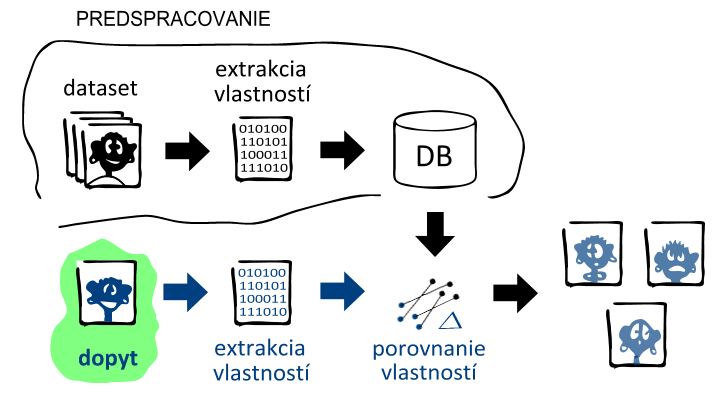 PREDSPRACOVANIE
dataset
extrakcia
vlastností
010100
110101
100011
111010
DB
dopyt
010100
110101
100011
111010
extrakcia
vlastností
porovnanie
vlastností